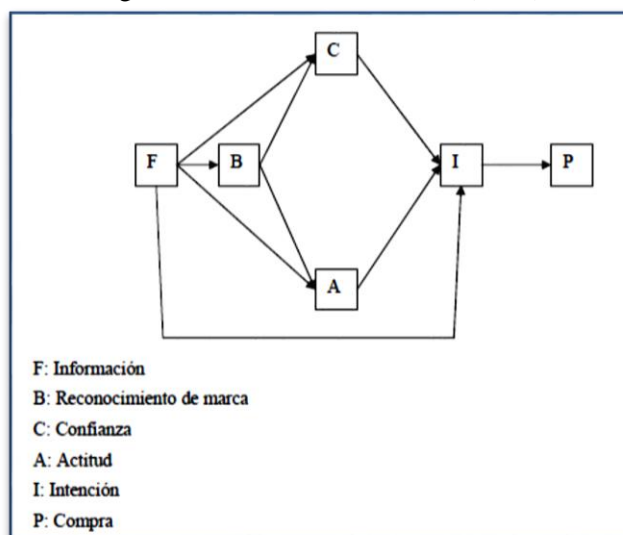 C
F
B
I
P
A
F: Información
B: Reconocimiento de marca
C: Confianza
A: Actitud
I: Intención
P: Compra